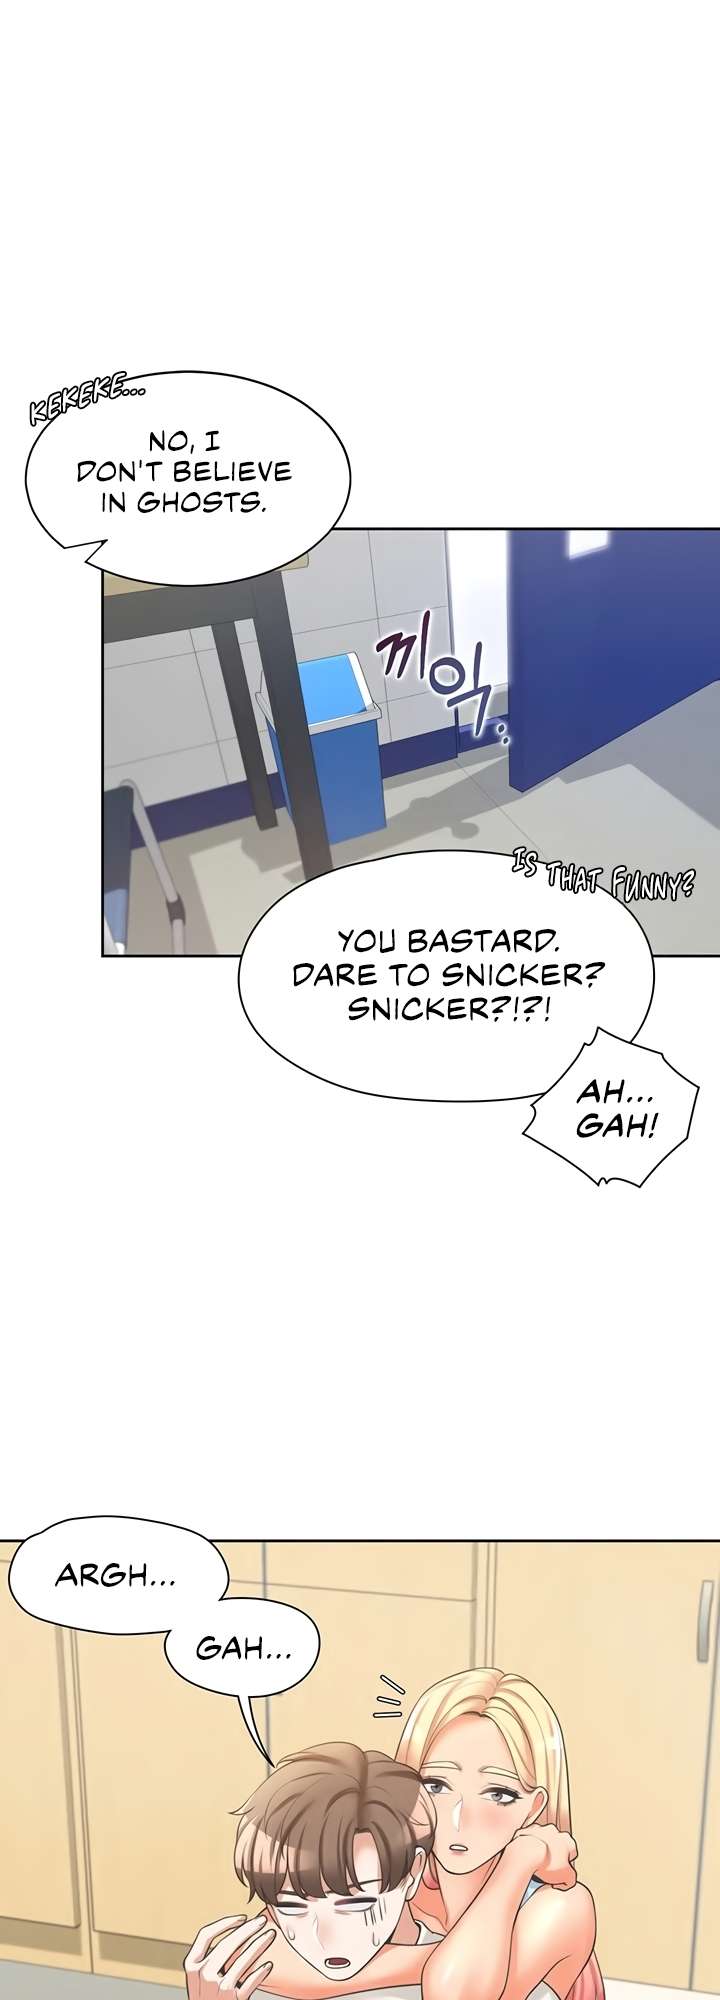 KEKEKE...
NO, I
DON'T BELIEVE
IN GHOSTS.
끼익..
IS THAT FUNNY?
YOU BASTARD.
DARE TO SNICKER?
SNICKER?!?!
AH...
GAH!
ARGH...
GAH...